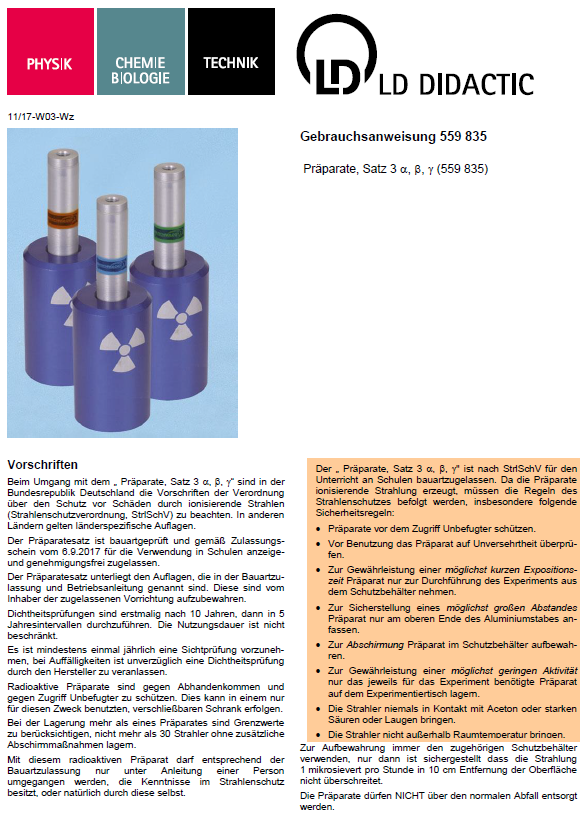 PHYSIK
CHEMIE
BIOLOGIE
TECHNIK
LD DIDACTIC
11/17-W03-Wz
Gebrauchsanweisung 559 835
Präparate, Satz 3 α, β, γ (559 835)
Vorschriften
Beim Umgang mit dem „ Präparate, Satz 3 α, β, γ“ sind in der
Bundesrepublik Deutschland die Vorschriften der Verordnung
über den Schutz vor Schäden durch ionisierende Strahlen
(Strahlenschutzverordnung, StrlSchV) zu beachten. In anderen
Ländern gelten länderspezifische Auflagen.
Der Präparatesatz ist bauartgeprüft und gemäß Zulassungs-
schein vom 6.9.2017 für die Verwendung in Schulen anzeige-
und genehmigungsfrei zugelassen.
Der Präparatesatz unterliegt den Auflagen, die in der Bauartzu-
lassung und Betriebsanleitung genannt sind. Diese sind vom
Inhaber der zugelassenen Vorrichtung aufzubewahren.
Dichtheitsprüfungen sind erstmalig nach 10 Jahren, dann in 5
Jahresintervallen durchzuführen. Die Nutzungsdauer ist nicht
beschränkt.
Es ist mindestens einmal jährlich eine Sichtprüfung vorzuneh-
men, bei Auffälligkeiten ist unverzüglich eine Dichtheitsprüfung
durch den Hersteller zu veranlassen.
Radioaktive Präparate sind gegen Abhandenkommen und
gegen Zugriff Unbefugter zu schützen. Dies kann in einem nur
für diesen Zweck benutzten, verschließbaren Schrank erfolgen.
Bei der Lagerung mehr als eines Präparates sind Grenzwerte
zu berücksichtigen, nicht mehr als 30 Strahler ohne zusätzliche
Abschirmmaßnahmen lagern.
Mit diesem radioaktiven Präparat darf entsprechend der
Bauartzulassung nur unter Anleitung einer Person
umgegangen werden, die Kenntnisse im Strahlenschutz
besitzt, oder natürlich durch diese selbst.
Der „ Präparate, Satz 3 α, β, γ“ ist nach StrlSchV für den
Unterricht an Schulen bauartzugelassen. Da die Präparate
ionisierende Strahlung erzeugt, müssen die Regeln des
Strahlenschutzes befolgt werden, insbesondere folgende
Sicherheitsregeln:
• Präparate vor dem Zugriff Unbefugter schützen.
• Vor Benutzung das Präparat auf Unversehrtheit überprü-
fen.
• Zur Gewährleistung einer möglichst kurzen Expositions-
zeit Präparat nur zur Durchführung des Experiments aus
dem Schutzbehälter nehmen.
• Zur Sicherstellung eines möglichst großen Abstandes
Präparat nur am oberen Ende des Aluminiumstabes an-
fassen.
• Zur Abschirmung Präparat im Schutzbehälter aufbewah-
ren.
• Zur Gewährleistung einer möglichst geringen Aktivität
nur das jeweils für das Experiment benötigte Präparat
auf dem Experimentiertisch lagern.
• Die Strahler niemals in Kontakt mit Aceton oder starken
Säuren oder Laugen bringen.
• Die Strahler nicht außerhalb Raumtemperatur bringen.
Zur Aufbewahrung immer den zugehörigen Schutzbehälter
verwenden, nur dann ist sichergestellt dass die Strahlung
1 mikrosievert pro Stunde in 10 cm Entfernung der Oberfläche
nicht überschreitet.
Die Präparate dürfen NICHT über den normalen Abfall entsorgt
werden.